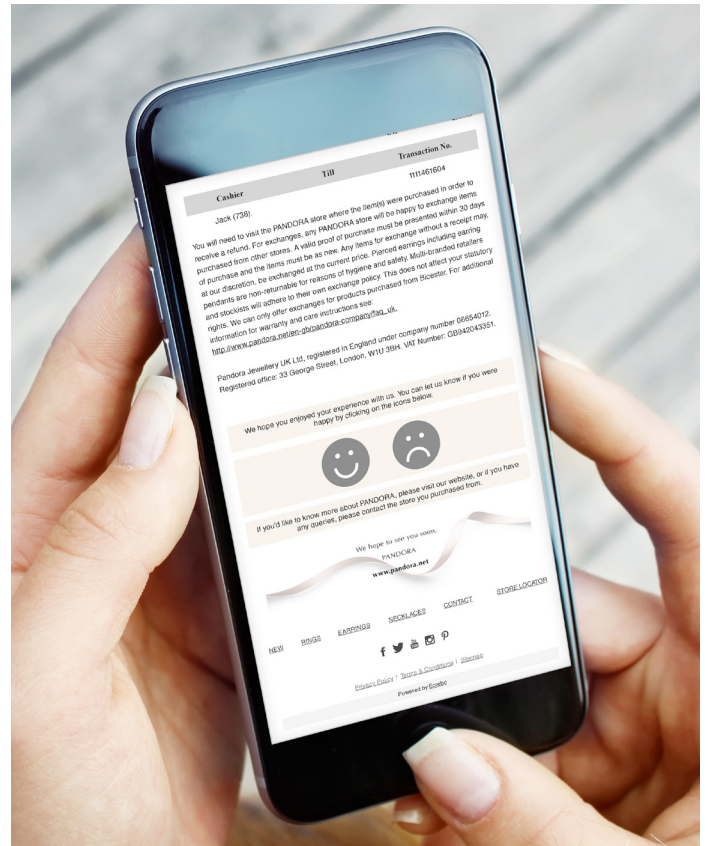 Cashier Till Transaction No.
Jack (738) 1111461604
You will need to visit the PANDORA store where the item(s) were purchased in order to
receive a refund. For exchanges, any PANDORA store will be happy to exchange items
purchased from other stores. A valid proof of purchase must be presented within 30 days
of purchase and the items must be as new. Any items for exchange without a receipt may,
at our discretion, be exchanged at the current price. Pierced earrings including earring
pendants are non-returnable for reasons of hygiene and safety. Multi-branded retailers
and stockists will adhere to their own exchange policy. This does not affect your statutory
rights. We can only offer exchanges for products purchased from Bicester. For additional
information for warranty and care instructions see:
http://www.pandora.net/en-gb/pandora-company/faq_uk.
Pandora Jewellery UK Ltd, registered in England under company number 06654012.
Registered office: 33 George Street, London, W1U 3BH. VAT Number: GB942043351.
We hope you enjoyed your experience with us. You can let us know if you were
happy by clicking on the icons below.
If you'd like to know more about PANDORA, please visit our website, or if you have
any queries, please contact the store you purchased from.
We hope to see you soon,
PANDORA
www.pandora.net
NEW RINGS EARRINGS NECKLACES CONTACT STORE LOCATOR
Privacy Policy | Terms & Conditions | Sitemap
Powered by Ecrebo